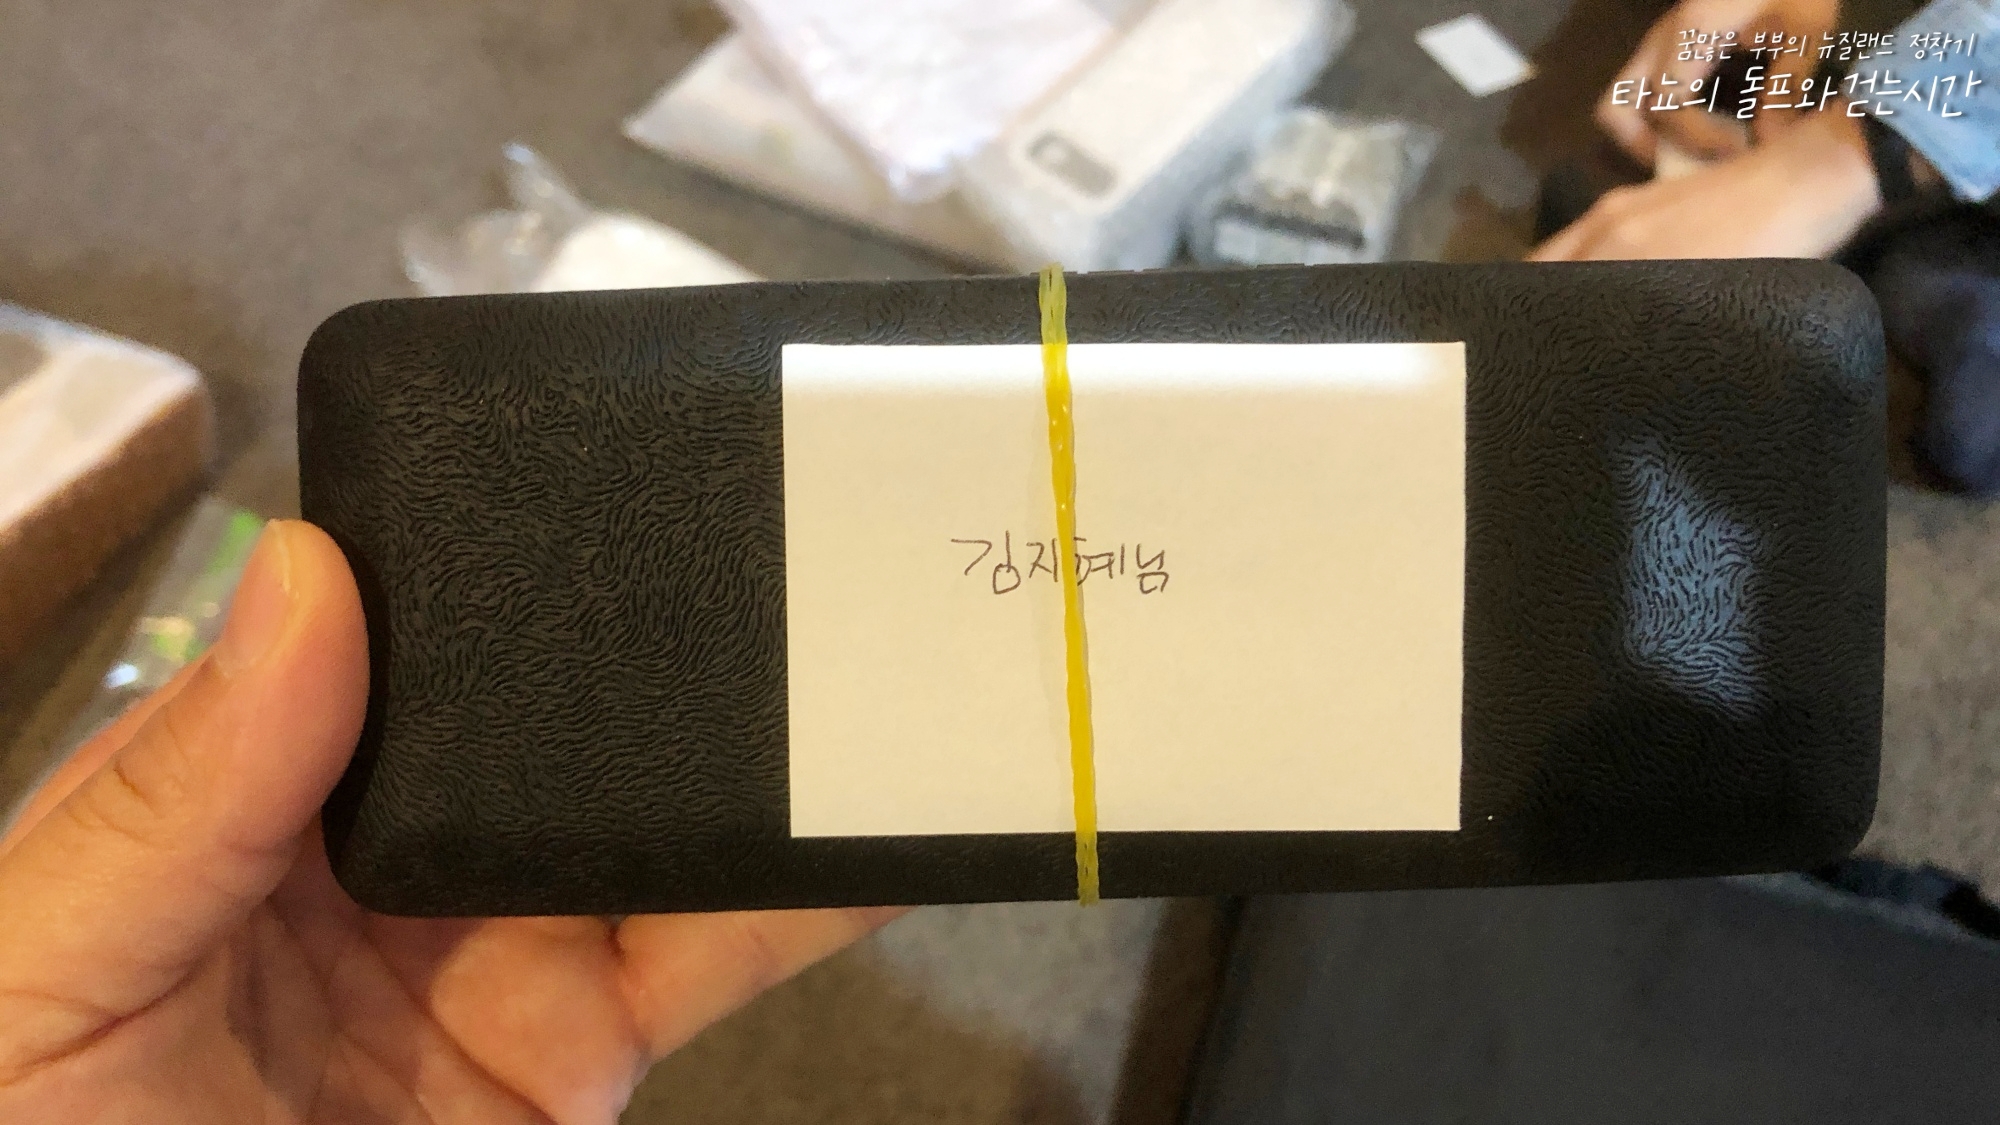 꿈많은 부부의 뉴질랜드 정착기
타뇨의 돌프와 걷는시간
김지혜님